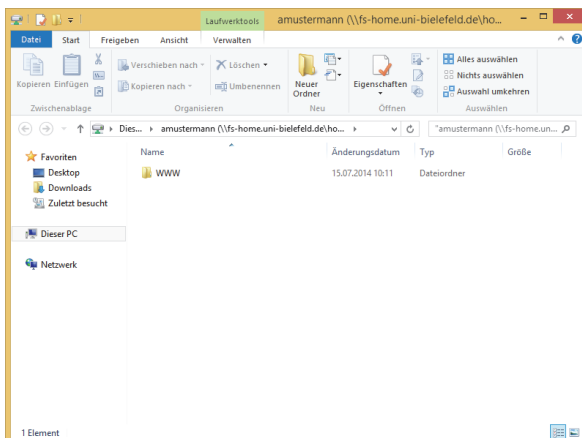 Laufwerktools
amustermann (\\fs-home.uni-bielefeld.de\ho...
Datei Start Freigeben Ansicht Verwalten
Kopieren Einfügen
Verschieben nach
Kopieren nach
Löschen
Umbenennen
Neuer
Ordner
Eigenschaften
Alles auswählen
Nichts auswählen
Auswahl umkehren
Zwischenablage Organisieren Neu Öffnen Auswählen
Dies... amustermann (\\fs-home.uni-bielefeld.de\ho...
"amustermann (\\fs-home.un...
Name Änderungsdatum Typ Größe
WWW 15.07.2014 10:11 Dateiordner
Favoriten
Desktop
Downloads
Zuletzt besucht
Dieser PC
Netzwerk
1 Element